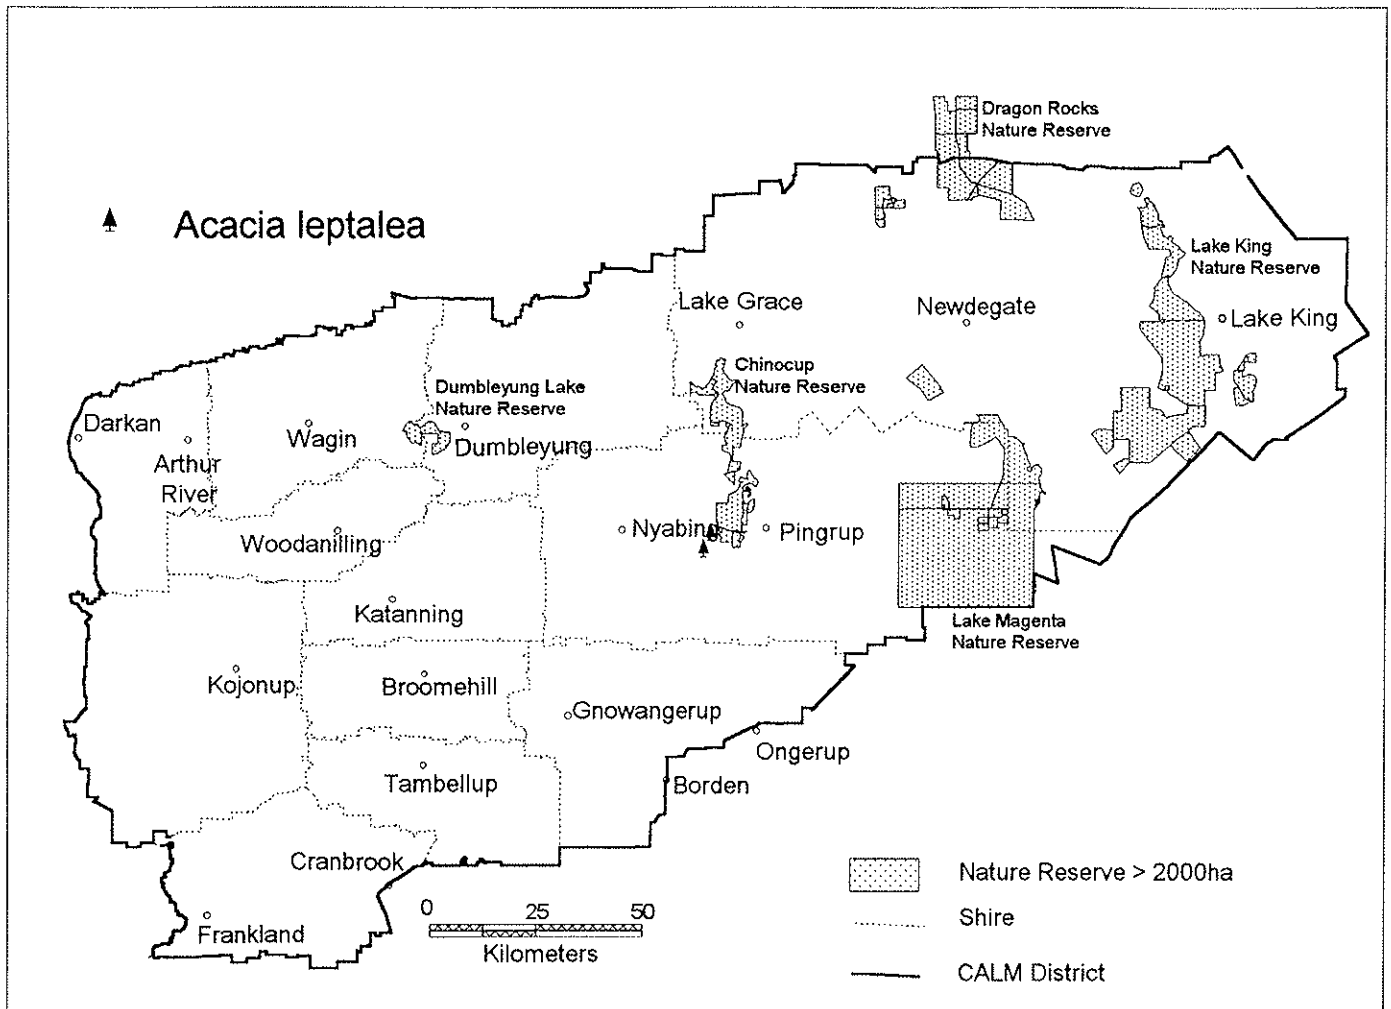 Dragon Rocks
Nature Reserve
Acacia leptalea
Lake King
Nature Reserve
Lake Grace
Newdegate
Lake King
Chinocup
Nature Reserve
Dumbleyung Lake
Nature Reserve
Darkan
Wagin
Dumbleyung
Arthur
River
Nyabing
Pingrup
Woodanilling
Katanning
Lake Magenta
Nature Reserve
Kojonup
Broomehill
Gnowangerup
Ongerup
Tambellup
Borden
Cranbrook
Frankland
0 25 50
Kilometers
Nature Reserve > 2000ha
Shire
CALM District